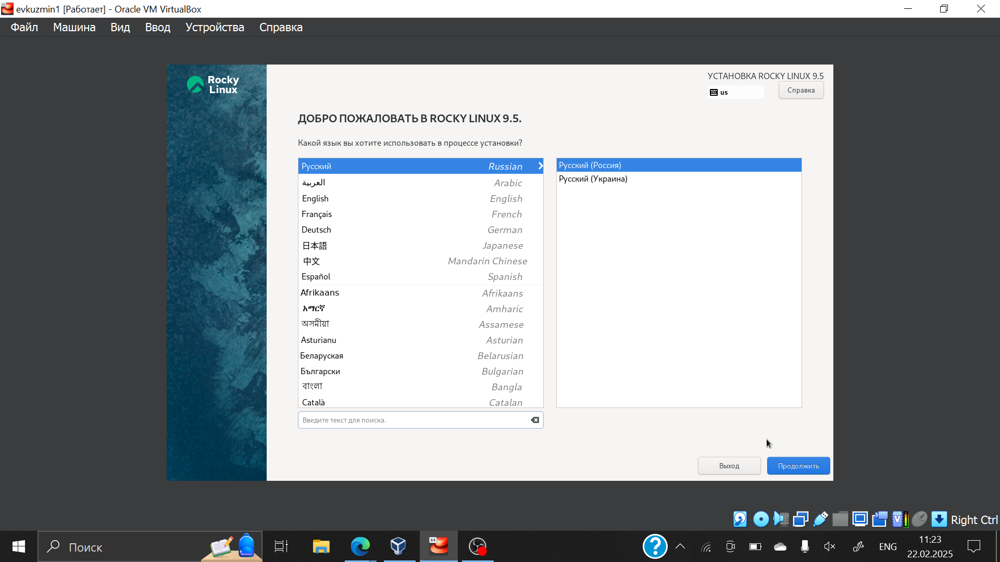 evkuzmin1 [Работает] - Oracle VM VirtualBox
Файл Машина Вид Ввод Устройства Справка
Rocky
Linux
УСТАНОВКА ROCKY LINUX 9.5
us
Справка
ДОБРО ПОЖАЛОВАТЬ В ROCKY LINUX 9.5.
Какой язык вы хотите использовать в процессе установки?
Русский Russian
العربية Arabic
English English
Français French
Deutsch German
日本語 Japanese
中文 Mandarin Chinese
Español Spanish
Afrikaans Afrikaans
አማርኛ Amharic
অসমীয়া Assamese
Asturianu Asturian
Беларуская Belarusian
Български Bulgarian
বাংলা Bangla
Català Catalan
Русский (Россия)
Русский (Украина)
Введите текст для поиска.
Выход
Продолжить
Right Ctrl
Поиск
64
ENG
11:23
22.02.2025